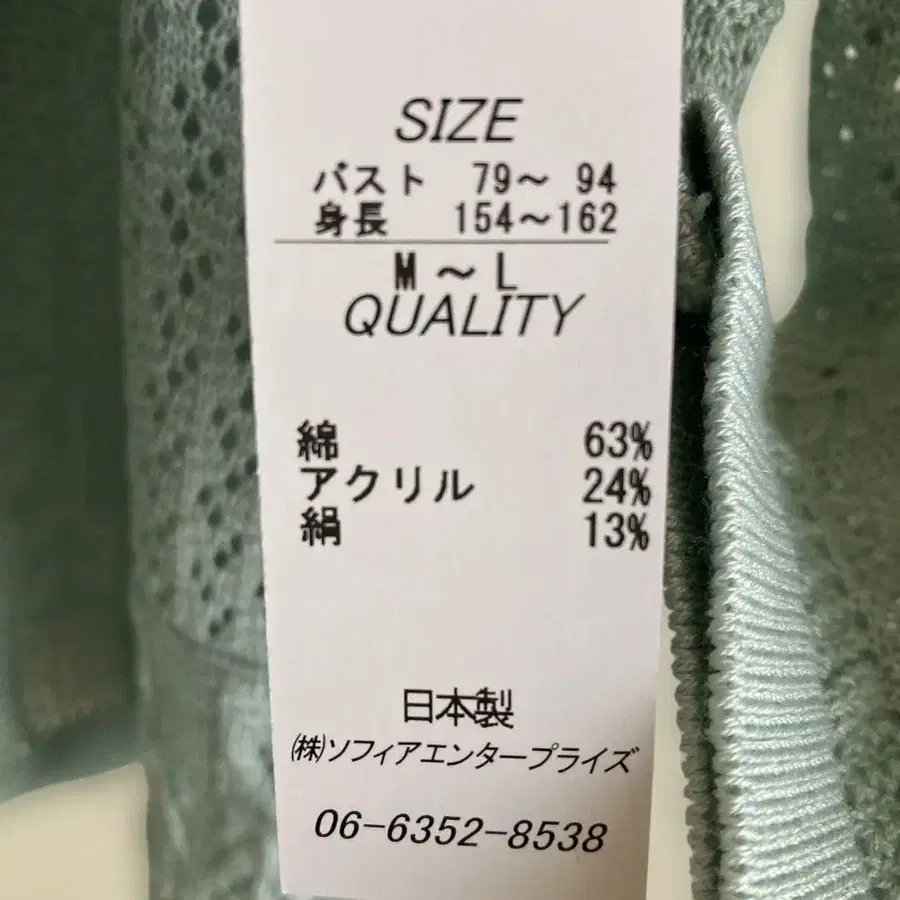 SIZE
バスト 79～ 94
身長 154～162
M ～ L
QUALITY
綿 63%
アクリル 24%
絹 13%
日本製
㈱ソフィアエンタープライズ
06-6352-8538